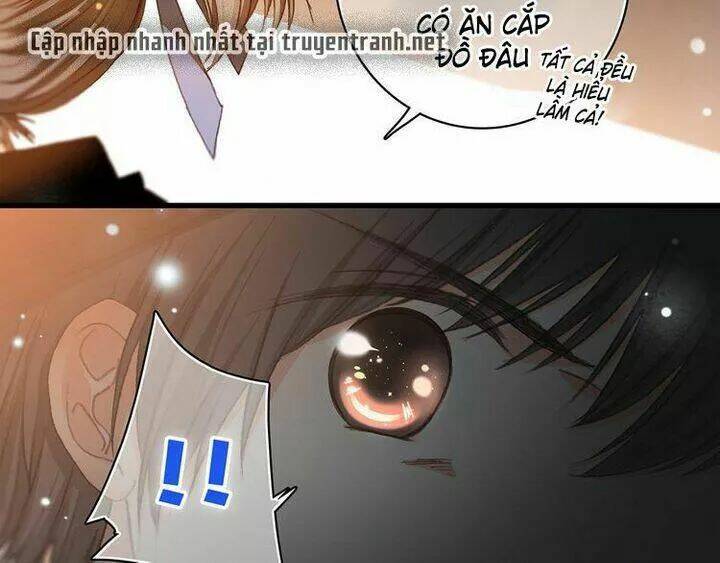 Cập nhập nhanh nhất tại truyentranh.net
CÓ ĂN CẮP
ĐỒ ĐÂU
TẤT CẢ ĐỀU
LÀ HIỂU
LẦM CẢ!
!!